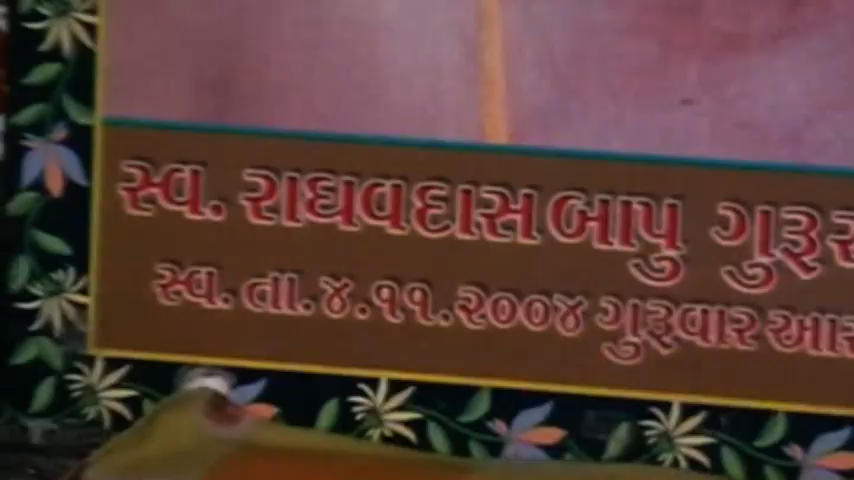 સ્વ. રાઘવદાસ બાપુ ગુરૂ
સ્વ. તા. ૪.૧૧.૨૦૦૪ ગુરૂવાર